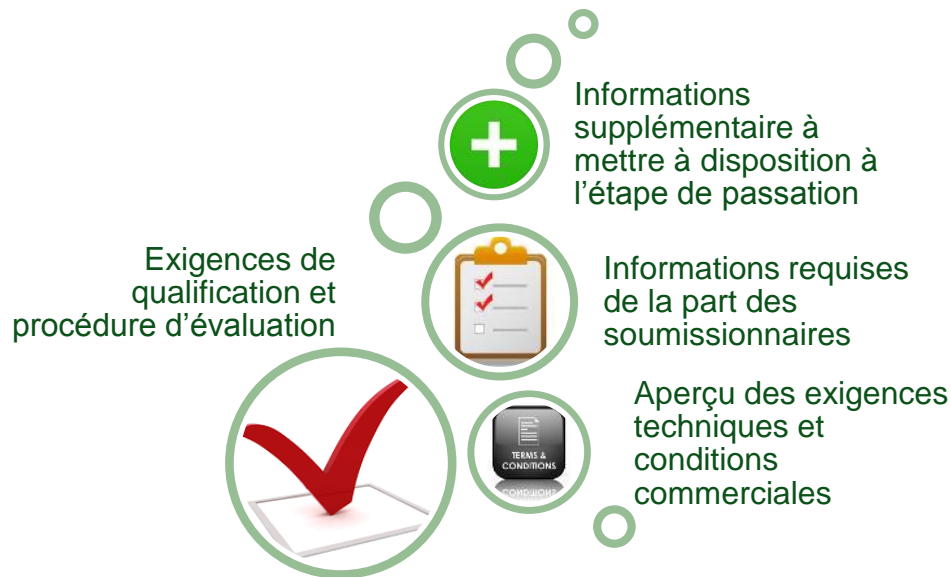 Informations
supplémentaire à
mettre à disposition à
l'étape de passation
Exigences de
qualification et
procédure d'évaluation
Informations requises
de la part des
soumissionnaires
Aperçu des exigences
techniques et
conditions
commerciales
TERMS &
CONDITIONS